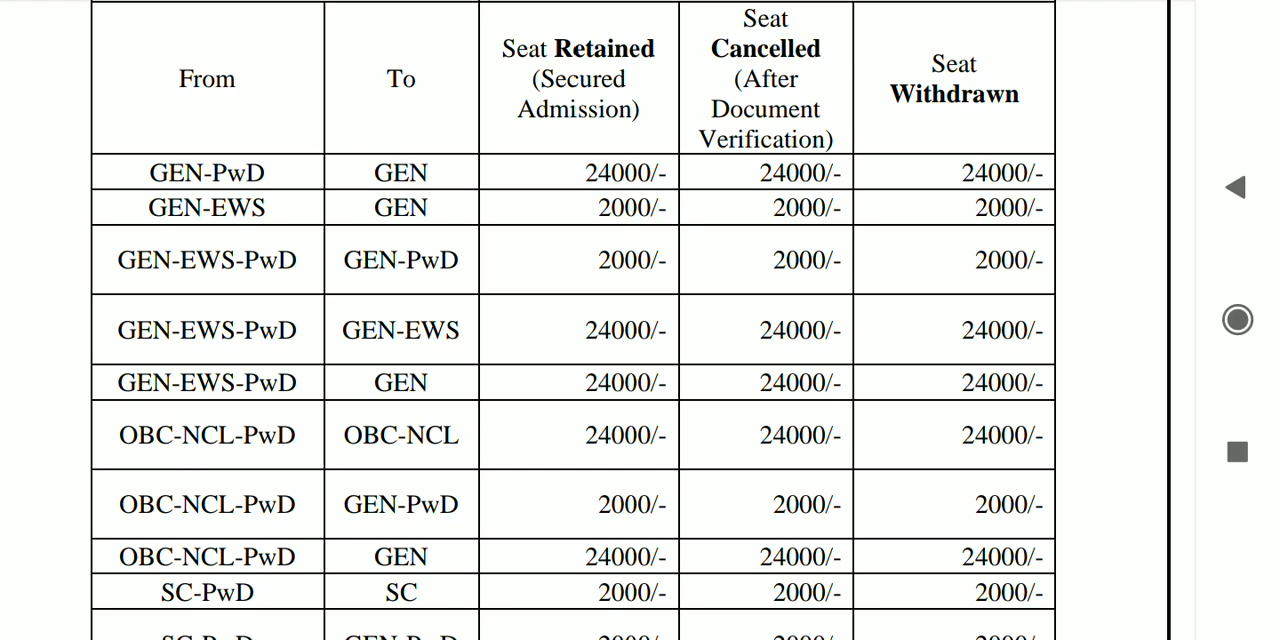 From To Seat Retained (Secured Admission) Seat Cancelled (After Document Verification) Seat Withdrawn
GEN-PwD GEN 24000/- 24000/- 24000/-
GEN-EWS GEN 2000/- 2000/- 2000/-
GEN-EWS-PwD GEN-PwD 2000/- 2000/- 2000/-
GEN-EWS-PwD GEN-EWS 24000/- 24000/- 24000/-
GEN-EWS-PwD GEN 24000/- 24000/- 24000/-
OBC-NCL-PwD OBC-NCL 24000/- 24000/- 24000/-
OBC-NCL-PwD GEN-PwD 2000/- 2000/- 2000/-
OBC-NCL-PwD GEN 24000/- 24000/- 24000/-
SC-PwD SC 2000/- 2000/- 2000/-